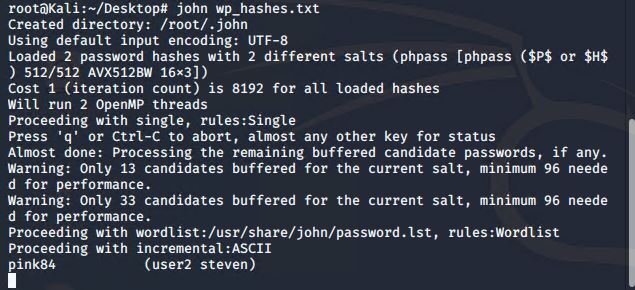 root@Kali:~/Desktop# john wp_hashes.txt
Created directory: /root/.john
Using default input encoding: UTF-8
Loaded 2 password hashes with 2 different salts (phpass [phpass ($P$ or $H$
) 512/512 AVX512BW 16×3])
Cost 1 (iteration count) is 8192 for all loaded hashes
Will run 2 OpenMP threads
Proceeding with single, rules:Single
Press 'q' or Ctrl-C to abort, almost any other key for status
Almost done: Processing the remaining buffered candidate passwords, if any.
Warning: Only 13 candidates buffered for the current salt, minimum 96 neede
d for performance.
Warning: Only 33 candidates buffered for the current salt, minimum 96 neede
d for performance.
Proceeding with wordlist:/usr/share/john/password.lst, rules:Wordlist
Proceeding with incremental:ASCII
pink84           (user2 steven)